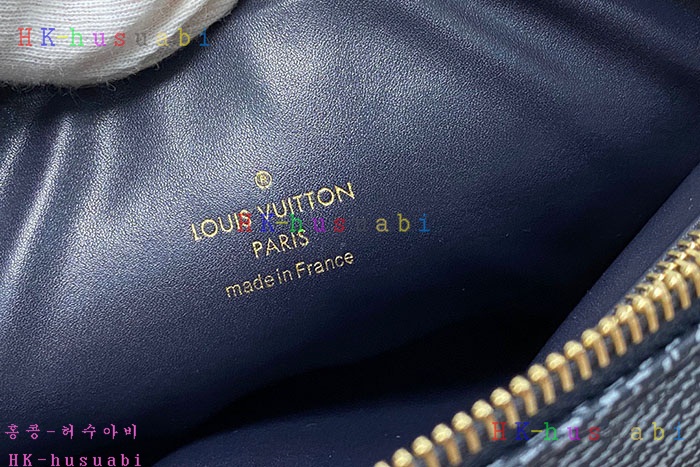 HK-husuabi
®
LOUIS VUITTON
HK-husuabi
PARIS
made in France
HK-husuabi
홍콩-허수아비
HK-husuabi